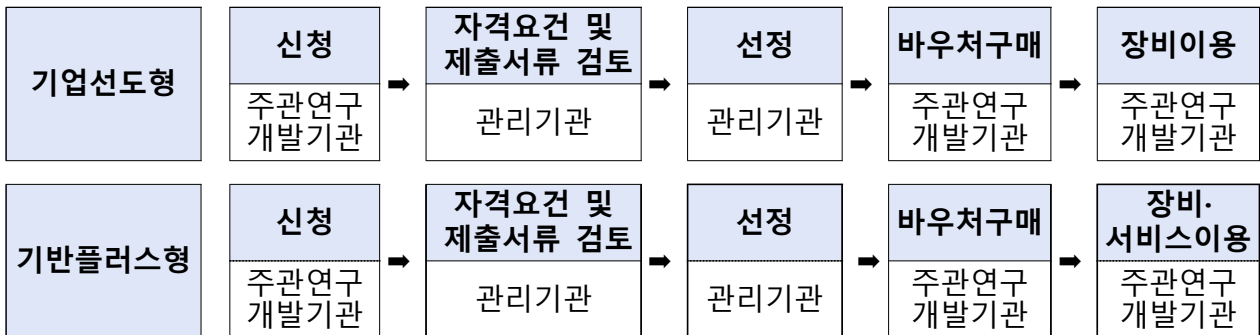 기업선도형
신청
주관연구
개발기관
➡
자격요건 및
제출서류 검토
관리기관
➡
선정
관리기관
➡
바우처구매
주관연구
개발기관
➡
장비이용
주관연구
개발기관
기반플러스형
신청
주관연구
개발기관
➡
자격요건 및
제출서류 검토
관리기관
➡
선정
관리기관
➡
바우처구매
주관연구
개발기관
➡
장비·
서비스이용
주관연구
개발기관